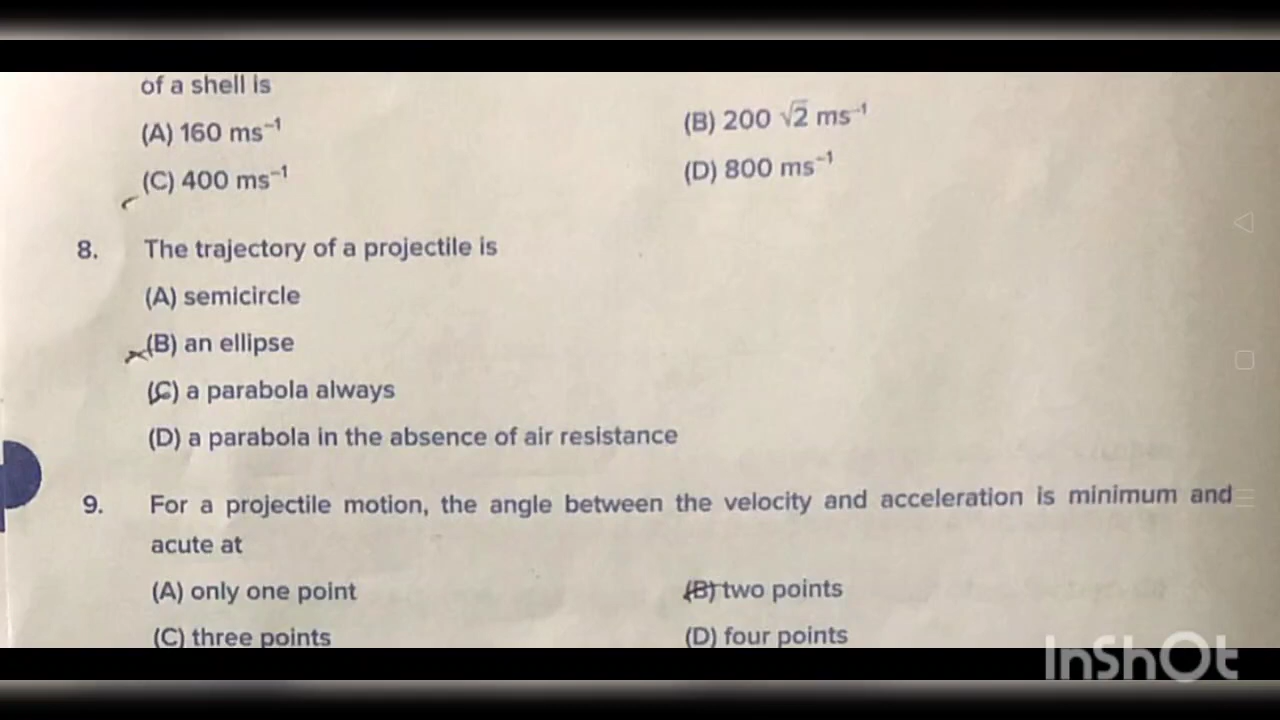 of a shell is
(A) 160 ms⁻¹
(B) 200 √2 ms⁻¹
(C) 400 ms⁻¹
(D) 800 ms⁻¹
8. The trajectory of a projectile is
(A) semicircle
(B) an ellipse
(C) a parabola always
(D) a parabola in the absence of air resistance
9. For a projectile motion, the angle between the velocity and acceleration is minimum and
acute at
(A) only one point
(B) two points
(C) three points
(D) four points
InShOt